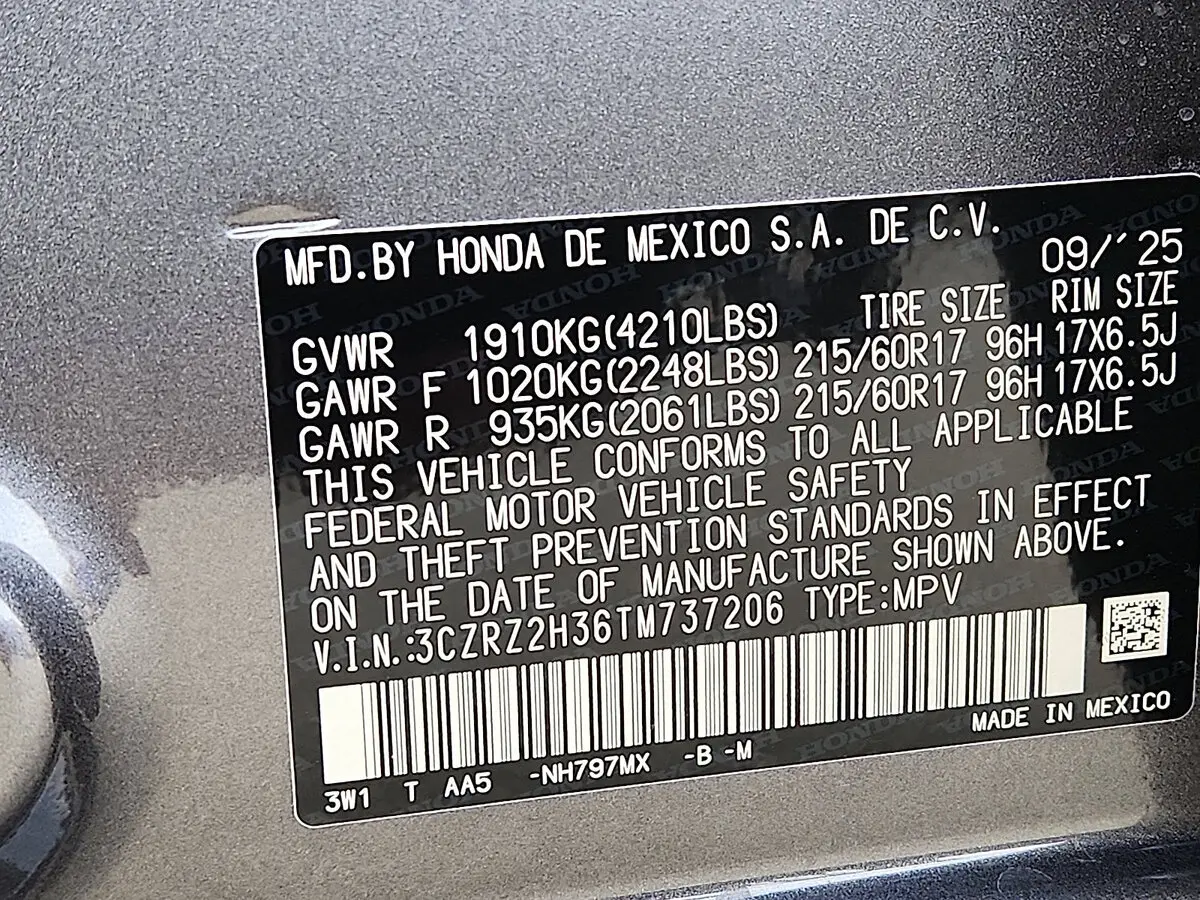 MFD.BY HONDA DE MEXICO S.A. DE C.V.
09/'25
TIRE SIZE RIM SIZE
GVWR 1910KG(4210LBS)
GAWR F 1020KG(2248LBS) 215/60R17 96H 17X6.5J
GAWR R 935KG(2061LBS) 215/60R17 96H 17X6.5J
THIS VEHICLE CONFORMS TO ALL APPLICABLE
FEDERAL MOTOR VEHICLE SAFETY
AND THEFT PREVENTION STANDARDS IN EFFECT
ON THE DATE OF MANUFACTURE SHOWN ABOVE.
V.I.N.:3CZRZ2H36TM737206 TYPE:MPV
MADE IN MEXICO
3W1 T AA5 -NH797MX -B -M